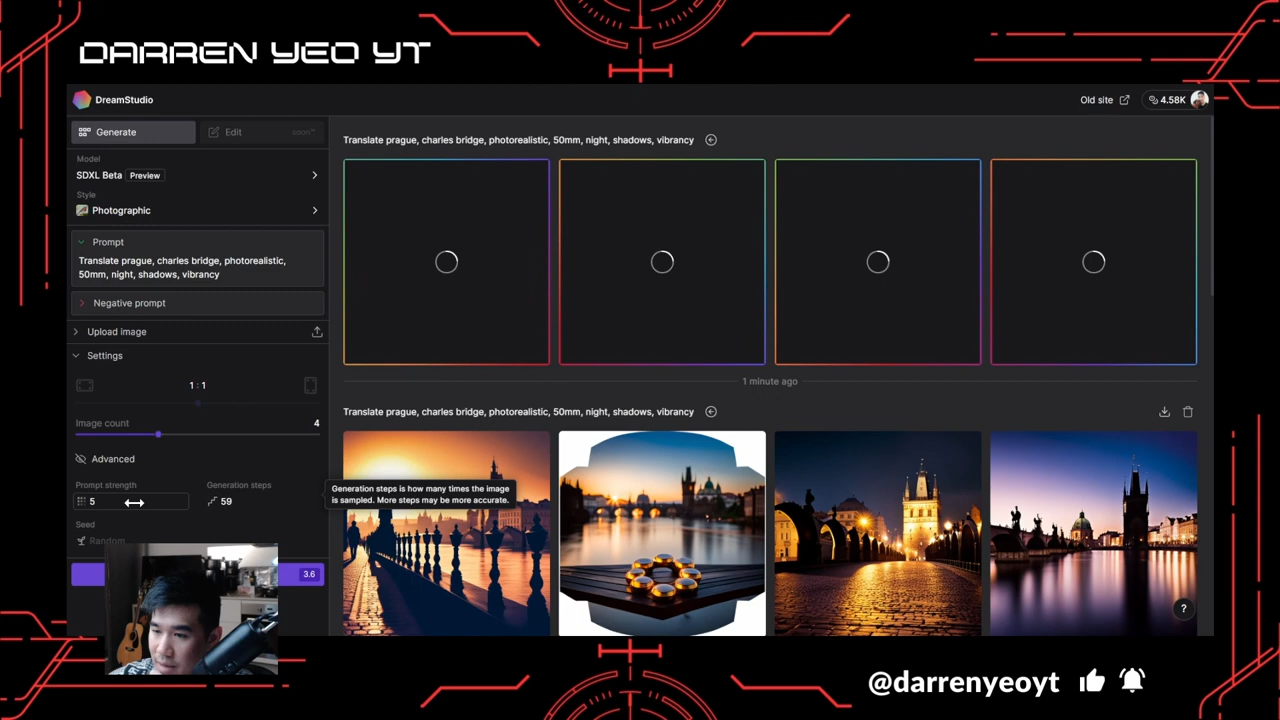 DARREN YEO YT
DreamStudio
Old site
4.58K
Generate
Edit
soon™
Translate prague, charles bridge, photorealistic, 50mm, night, shadows, vibrancy
Model
SDXL Beta Preview
Style
Photographic
Prompt
Translate prague, charles bridge, photorealistic,
50mm, night, shadows, vibrancy
Negative prompt
Upload image
Settings
1 : 1
1 minute ago
Image count
4
Translate prague, charles bridge, photorealistic, 50mm, night, shadows, vibrancy
Advanced
Prompt strength
Generation steps
5
59
Generation steps is how many times the image
is sampled. More steps may be more accurate.
Seed
Random
3.6
?
@darrenyeoyt